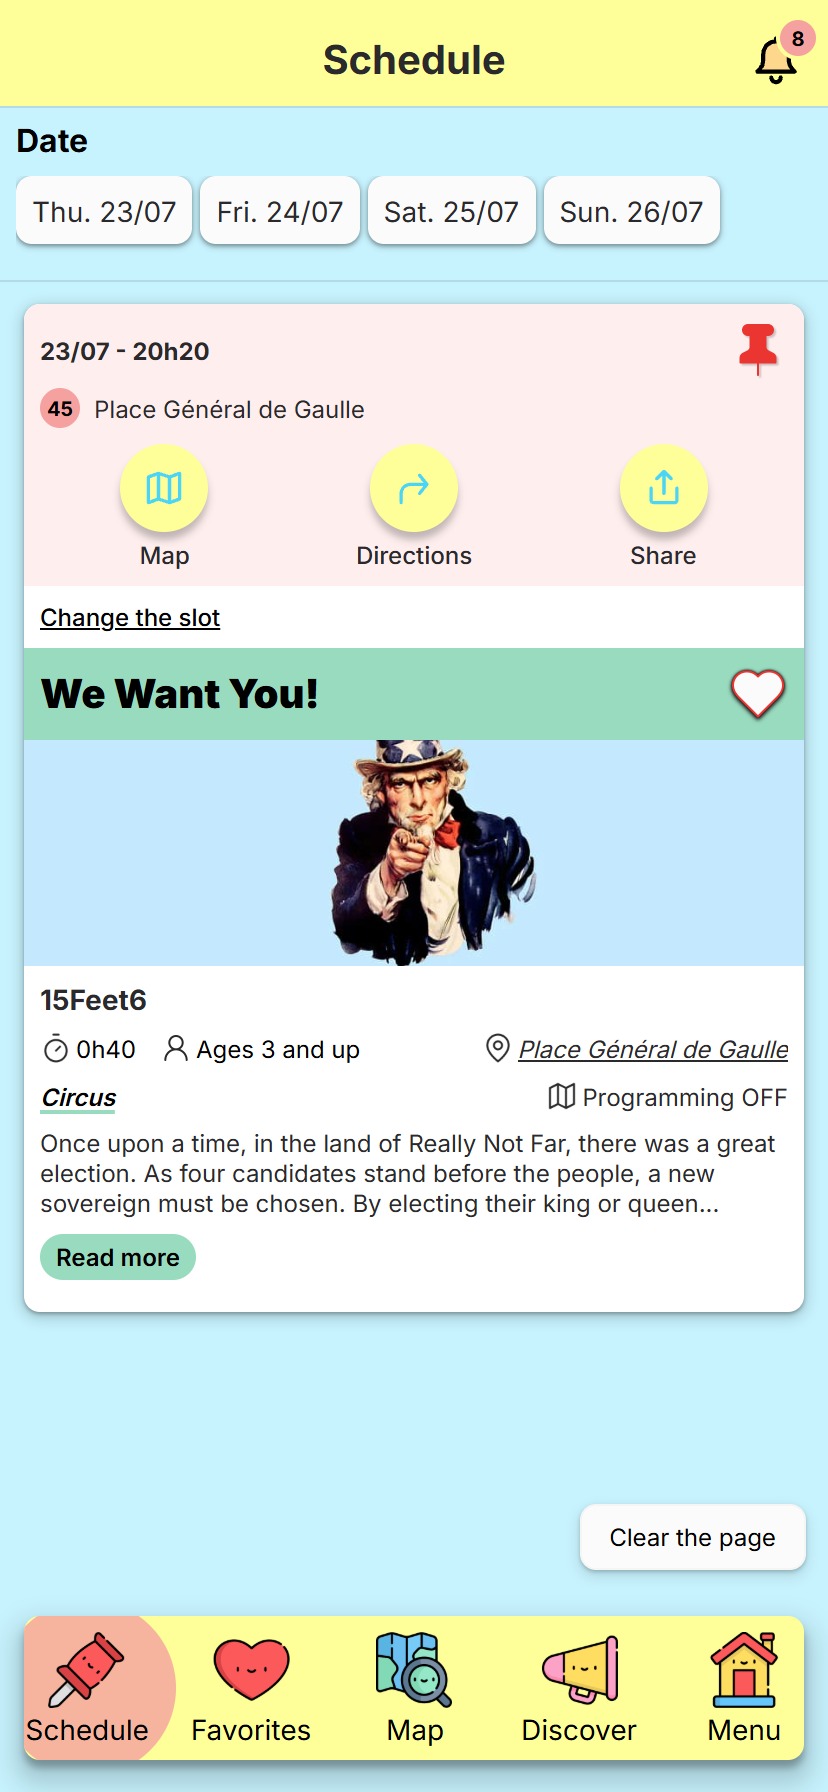 Schedule
8
Date
Thu. 23/07
Fri. 24/07
Sat. 25/07
Sun. 26/07
23/07 - 20h20
45 Place Général de Gaulle
Map
Directions
Share
Change the slot
We Want You!
15Feet6
0h40
Ages 3 and up
Place Général de Gaulle
Circus
Programming OFF
Once upon a time, in the land of Really Not Far, there was a great
election. As four candidates stand before the people, a new
sovereign must be chosen. By electing their king or queen...
Read more
Clear the page
Schedule
Favorites
Map
Discover
Menu